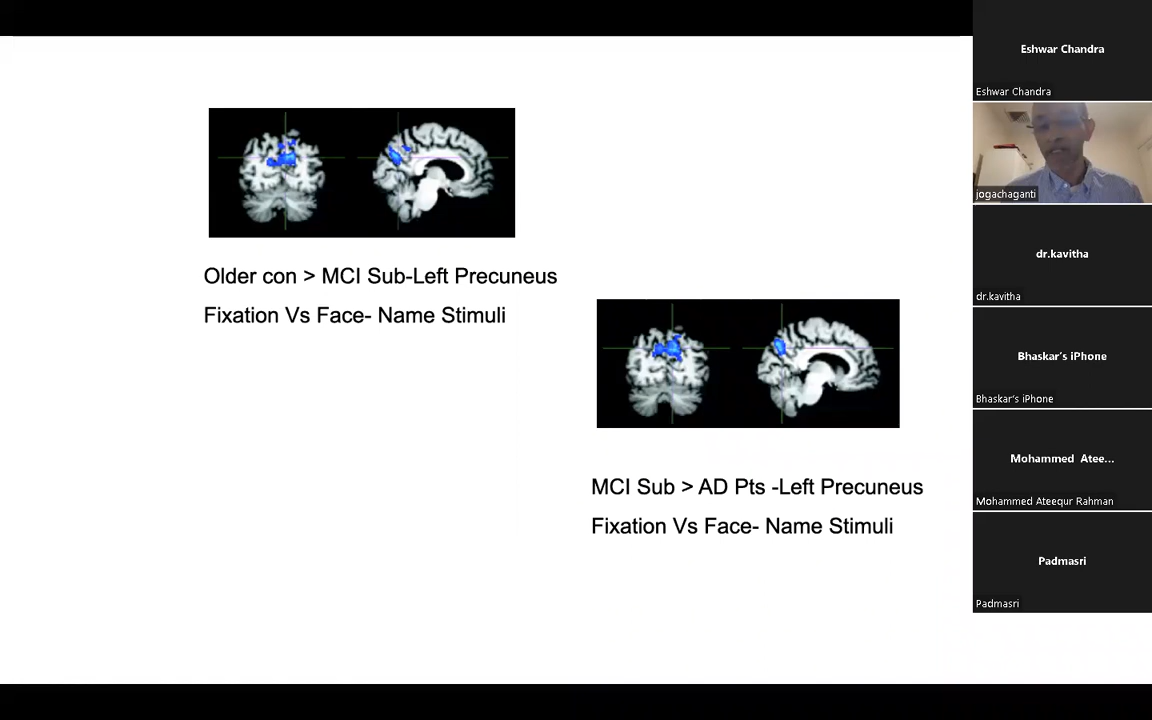 Older con > MCI Sub-Left Precuneus
Fixation Vs Face- Name Stimuli
MCI Sub > AD Pts -Left Precuneus
Fixation Vs Face- Name Stimuli
Eshwar Chandra
Eshwar Chandra
jogachaganti
dr.kavitha
dr.kavitha
Bhaskar's iPhone
Bhaskar's iPhone
Mohammed Atee...
Mohammed Ateequr Rahman
Padmasri
Padmasri